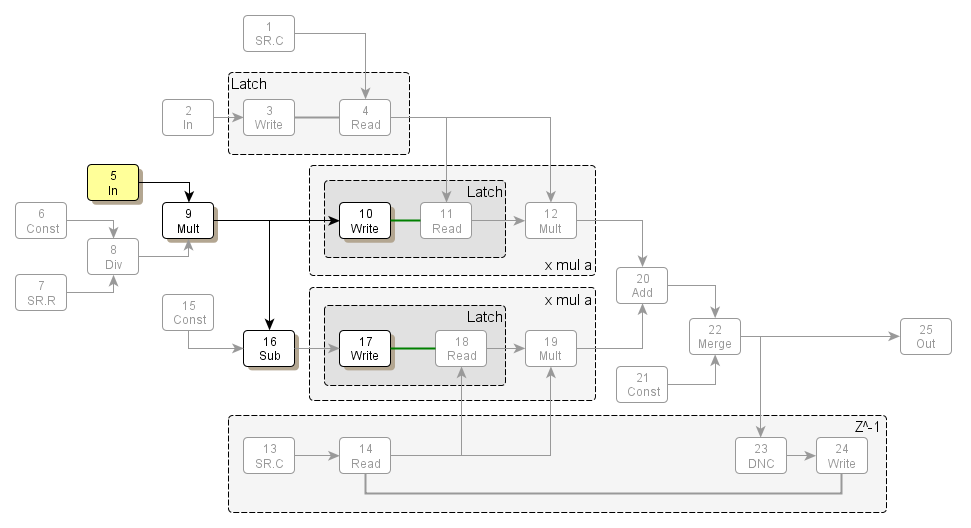 1
SR.C
Latch
2
In
3
Write
4
Read
5
In
x mul a
Latch
6
Const
9
Mult
10
Write
11
Read
12
Mult
8
Div
7
SR.R
20
Add
15
Const
x mul a
Latch
16
Sub
17
Write
18
Read
19
Mult
22
Merge
25
Out
21
Const
Z^-1
13
SR.C
14
Read
23
DNC
24
Write